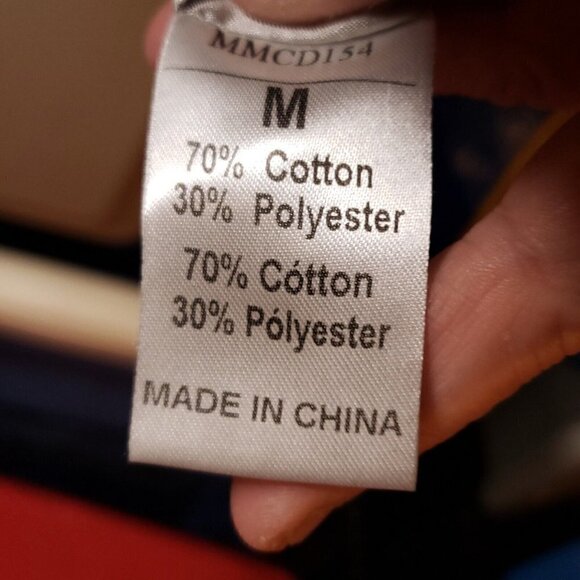 MMCD154
M
70% Cotton
30% Polyester
70% Cótton
30% Pólyester
MADE IN CHINA